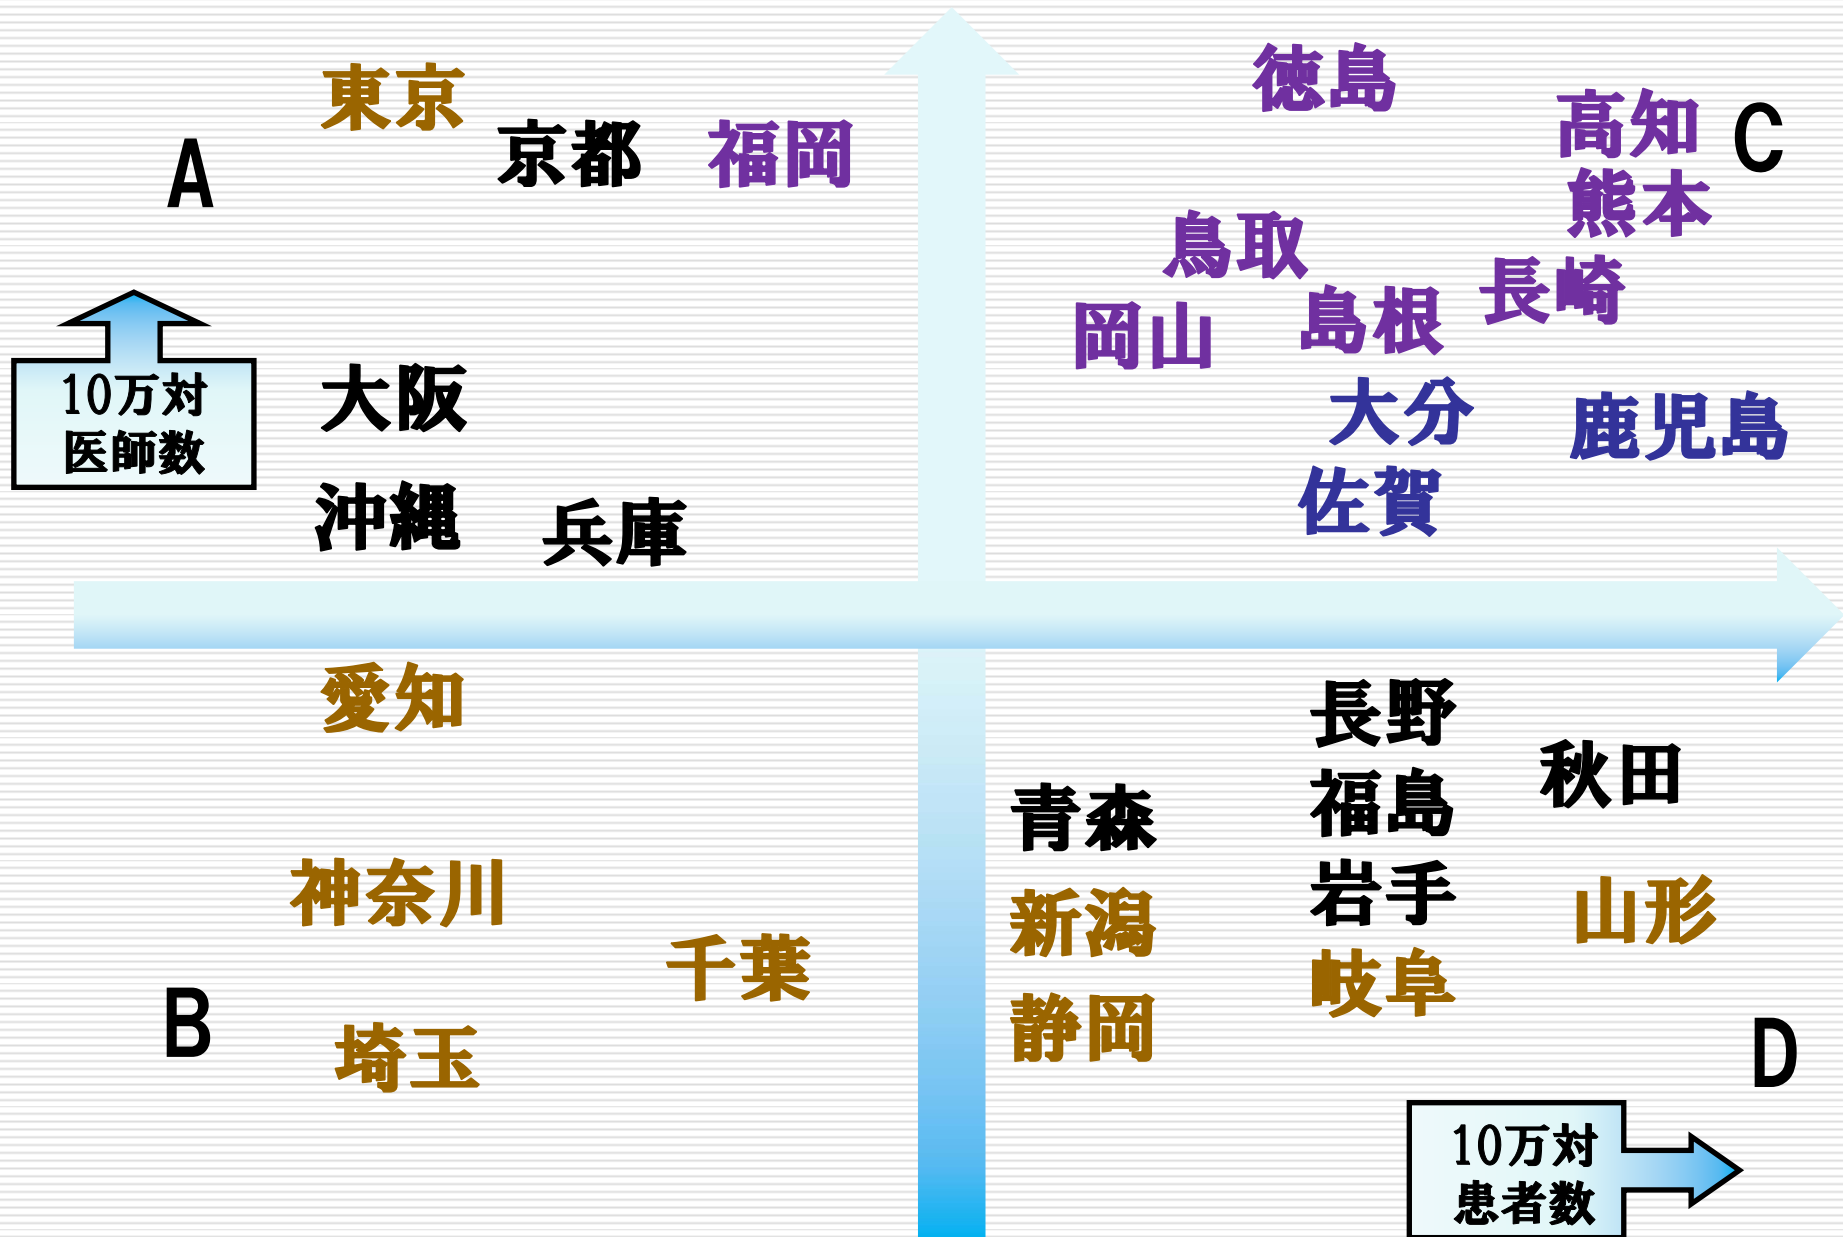 A
東京
京都
福岡
10万対
医師数
大阪
沖縄
兵庫
徳島
高知
C
熊本
鳥取
長崎
岡山
島根
大分
鹿児島
佐賀
愛知
神奈川
千葉
B
埼玉
長野
秋田
青森
福島
岩手
山形
新潟
岐阜
静岡
D
10万対
患者数